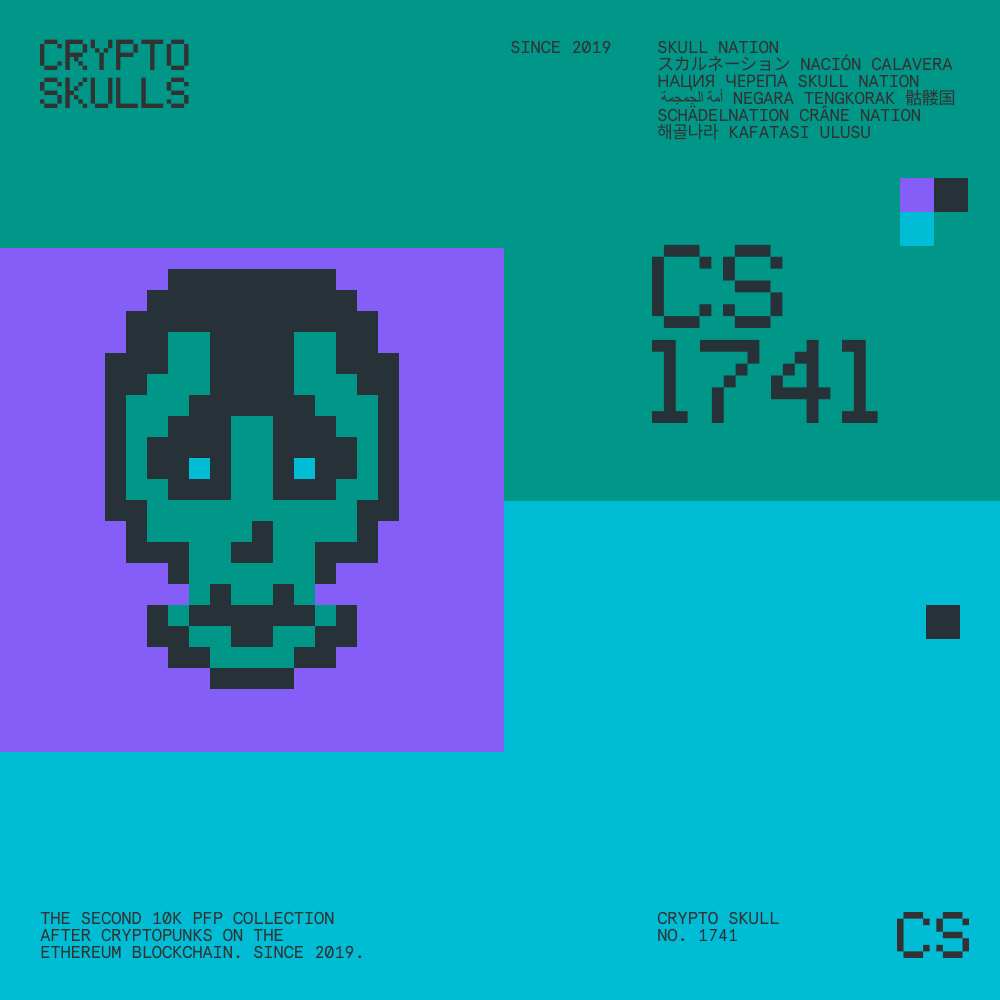 CRYPTO
SKULLS
SINCE 2019
SKULL NATION
スカルネーション NACIÓN CALAVERA
НАЦИЯ ЧЕРЕПА SKULL NATION
أمة الجمجمة NEGARA TENGKORAK 骷髅国
SCHÄDELNATION CRÂNE NATION
해골나라 KAFATASI ULUSU
CS
1741
THE SECOND 10K PFP COLLECTION
AFTER CRYPTOPUNKS ON THE
ETHEREUM BLOCKCHAIN. SINCE 2019.
CRYPTO SKULL
NO. 1741
CS